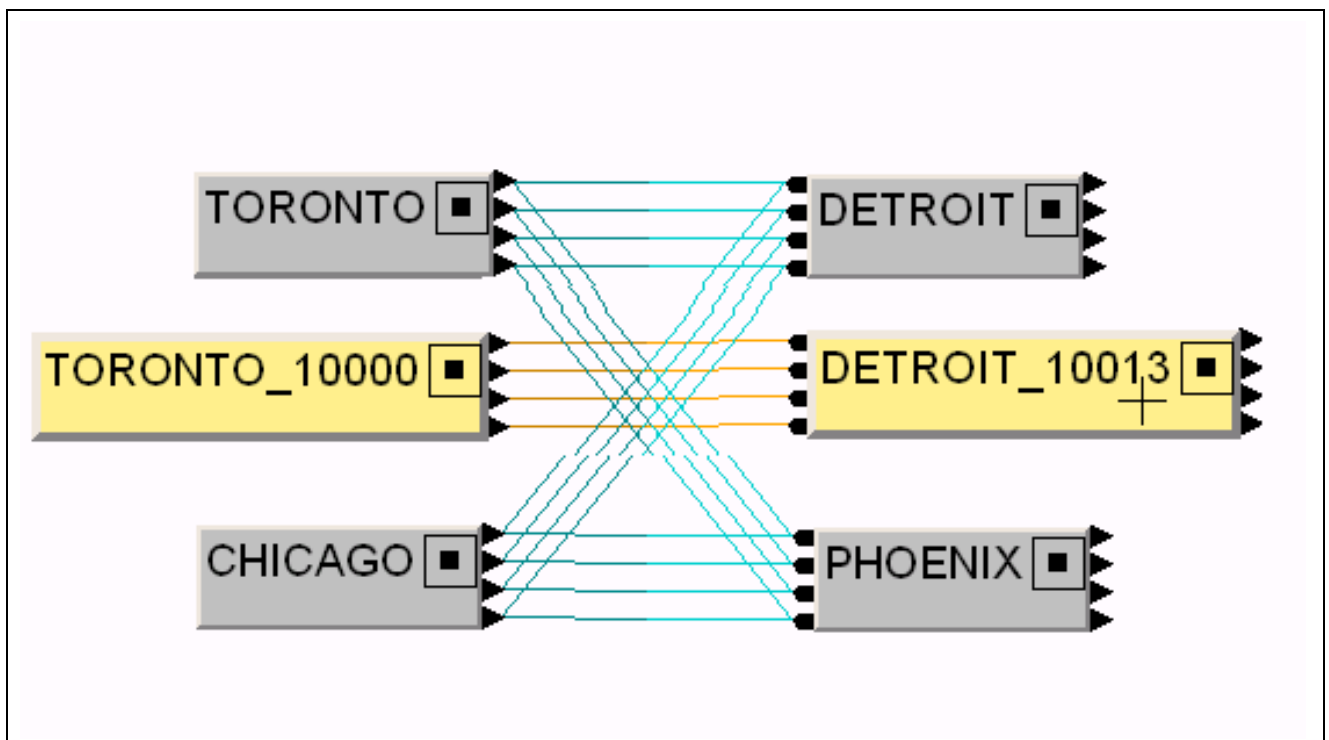 TORONTO
DETROIT
TORONTO_10000
DETROIT_10013
CHICAGO
PHOENIX